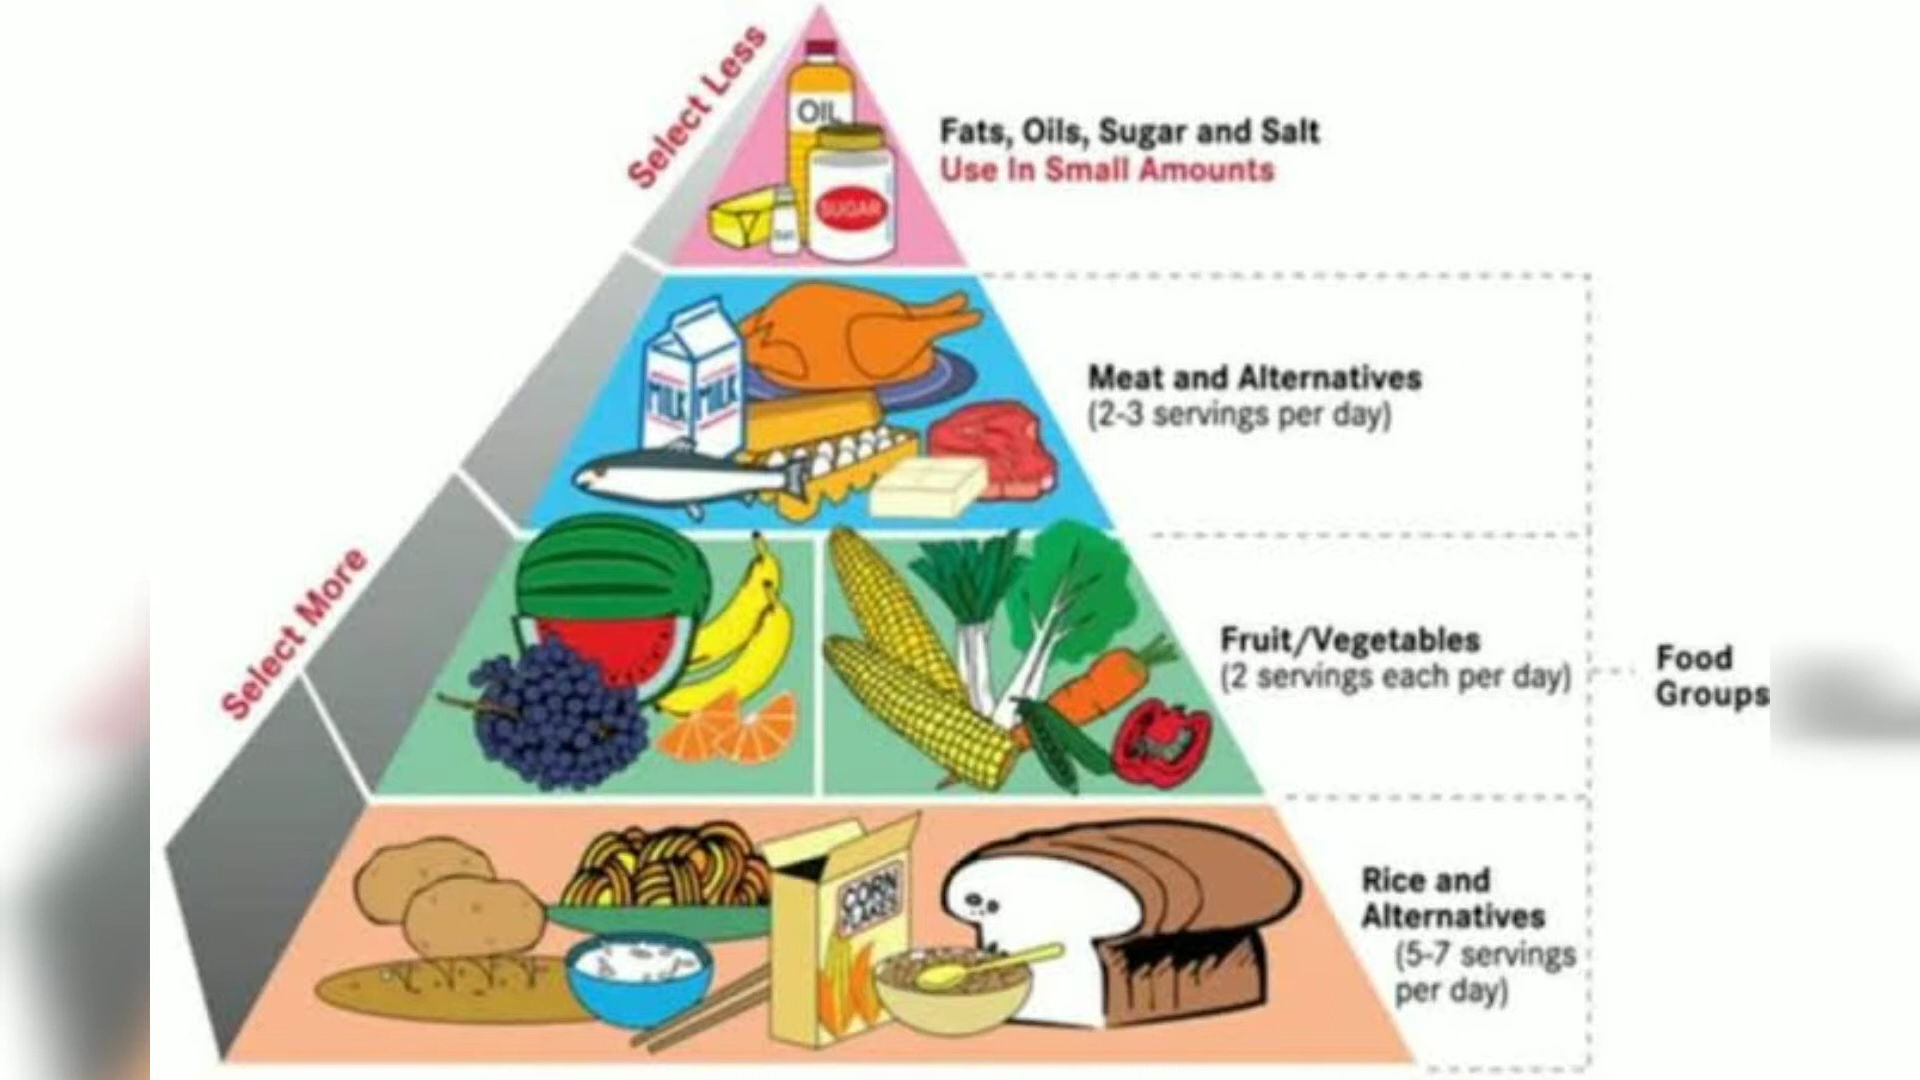 Select Less
OIL
SUGAR
Fats, Oils, Sugar and Salt
Use In Small Amounts
MILK MILK
Meat and Alternatives
(2-3 servings per day)
Select More
Fruit/Vegetables
(2 servings each per day)
Food
Groups
CORN
FLAKES
Rice and
Alternatives
(5-7 servings
per day)